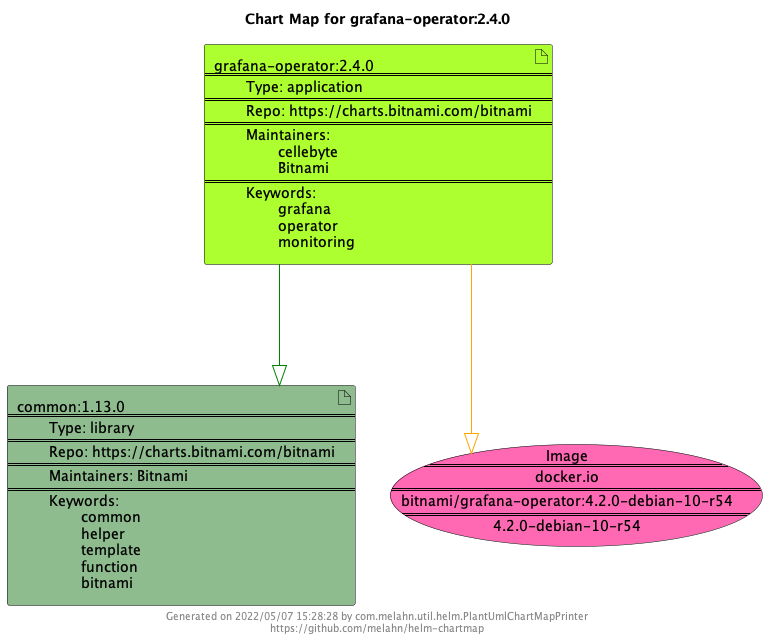 Chart Map for grafana-operator:2.4.0
grafana-operator:2.4.0
Type: application
Repo: https://charts.bitnami.com/bitnami
Maintainers:
cellebyte
Bitnami
Keywords:
grafana
operator
monitoring
common:1.13.0
Type: library
Repo: https://charts.bitnami.com/bitnami
Maintainers: Bitnami
Keywords:
common
helper
template
function
bitnami
Image
docker.io
bitnami/grafana-operator:4.2.0-debian-10-r54
4.2.0-debian-10-r54
Generated on 2022/05/07 15:28:28 by com.melahn.util.helm.PlantUmlChartMapPrinter
https://github.com/melahn/helm-chartmap